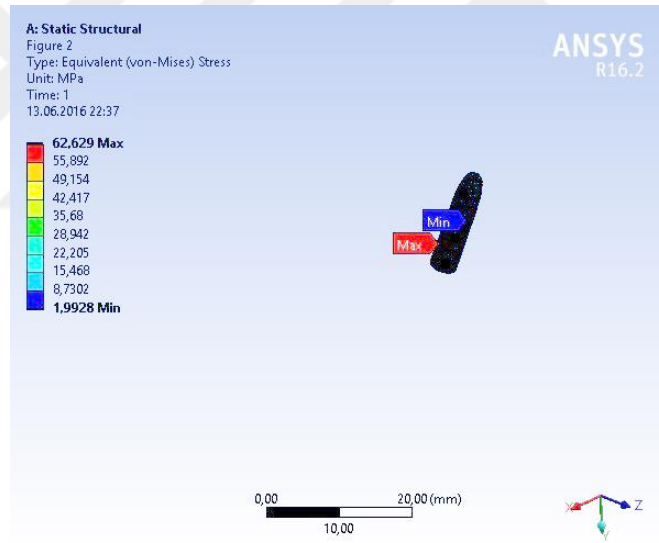 A: Static Structural
Figure 2
Type: Equivalent (von-Mises) Stress
Unit: MPa
Time: 1
13.06.2016 22:37
ANSYS
R16.2
62,629 Max
55,892
49,154
42,417
35,68
28,942
22,205
15,468
8,7302
1,9928 Min
Min
Max
0,00
20,00 (mm)
10,00
X
Z
Y